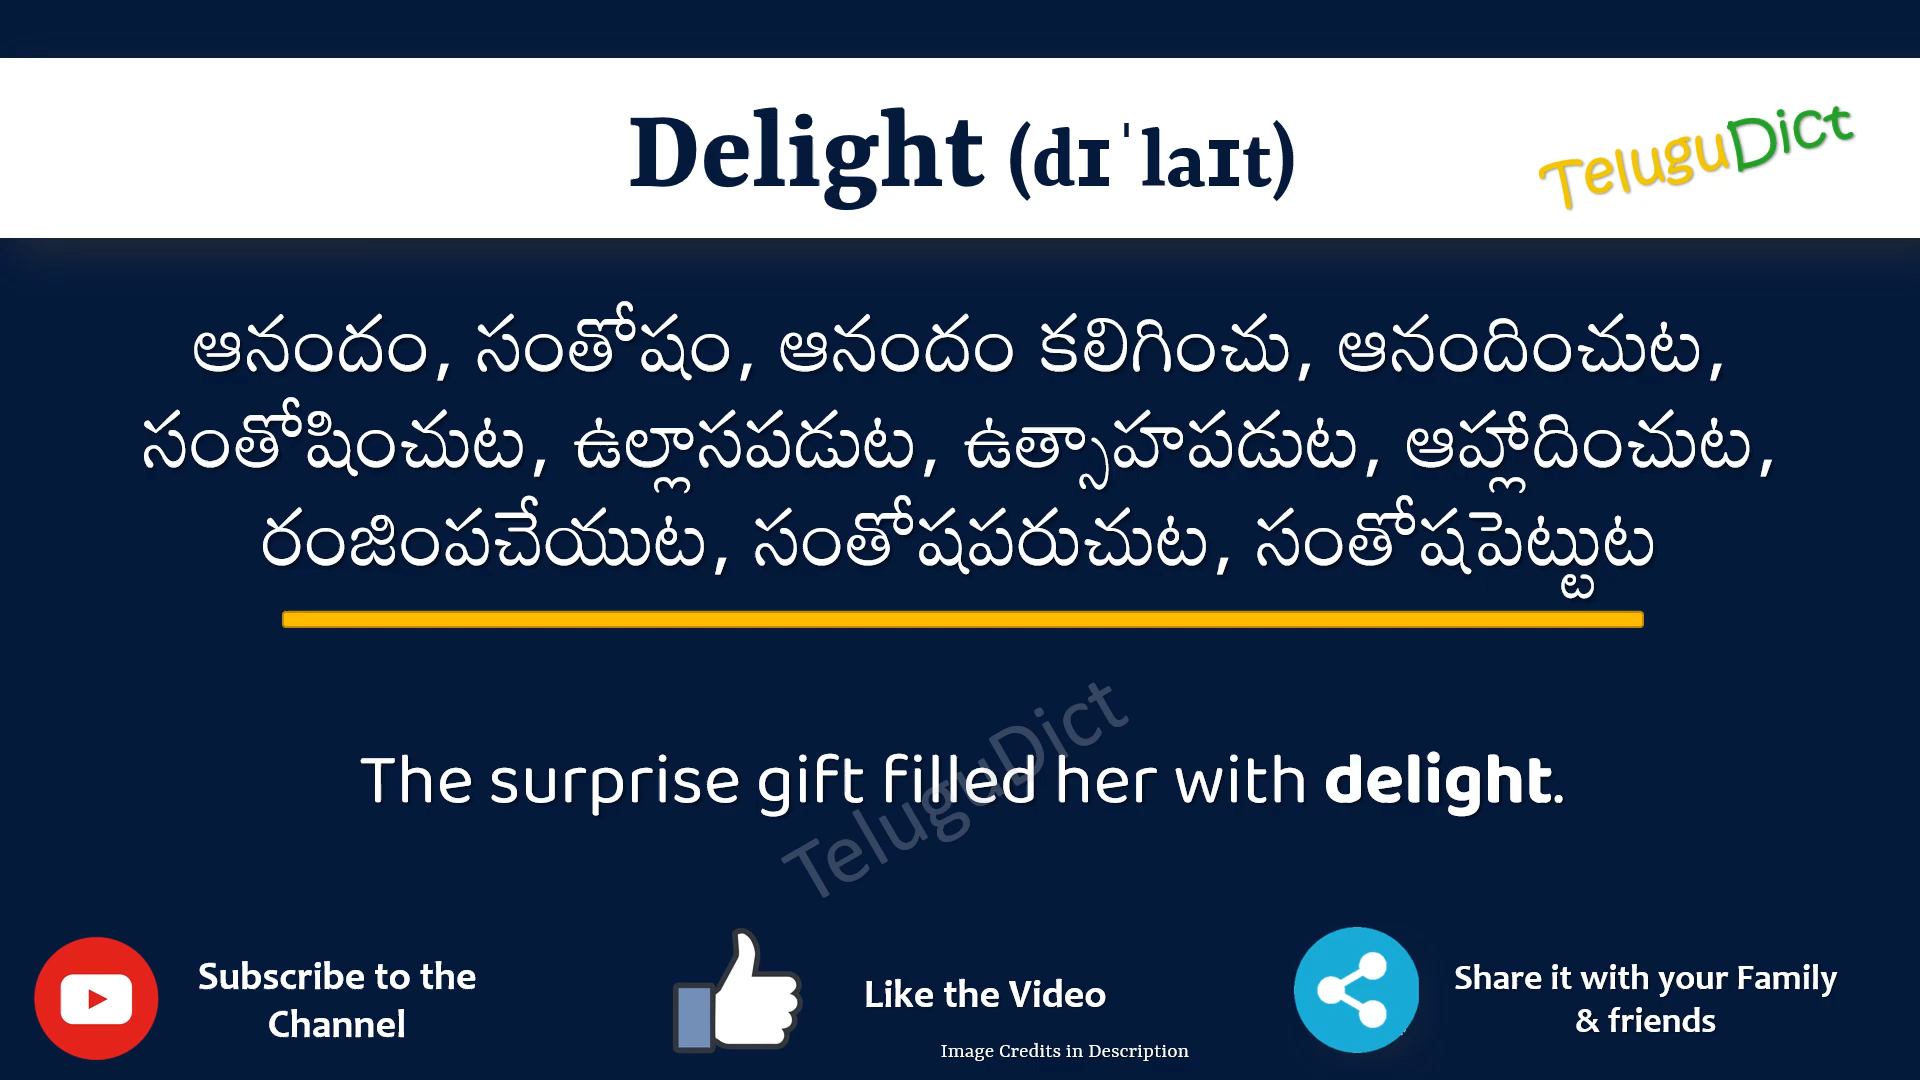 Delight (dɪˈlaɪt)
TeluguDict
ఆనందం, సంతోషం, ఆనందం కలిగించు, ఆనందించుట,
సంతోషించుట, ఉల్లాసపడుట, ఉత్సాహపడుట, ఆహ్లాదించుట,
రంజింపచేయుట, సంతోషపరుచుట, సంతోషపెట్టుట
The surprise gift filled her with delight.
TeluguDict
Subscribe to the
Channel
Like the Video
Share it with your Family
& friends
Image Credits in Description